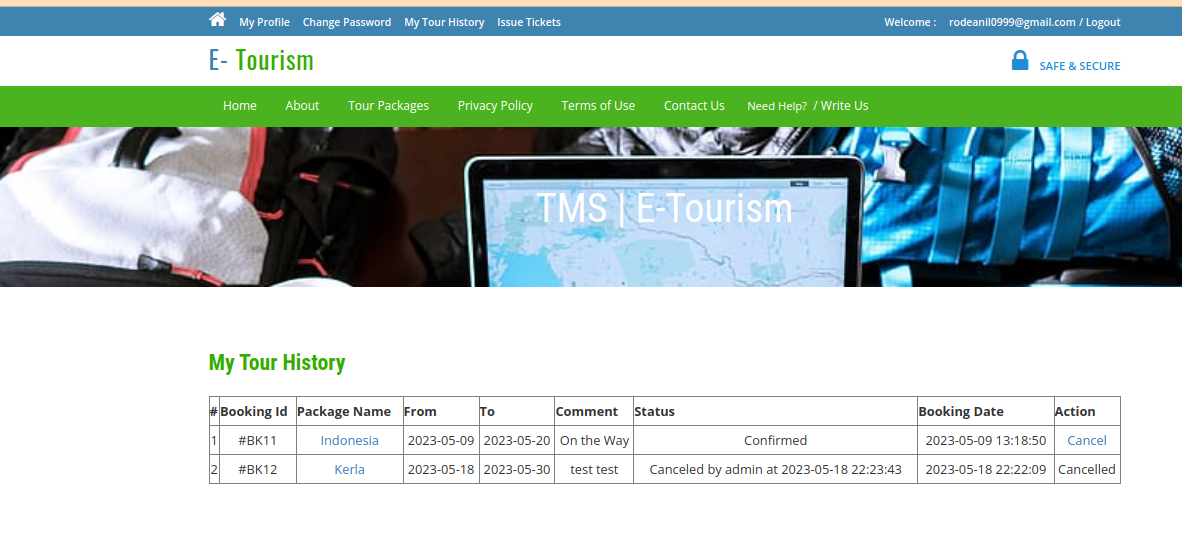 My Profile Change Password My Tour History Issue Tickets Welcome : rodeanil0999@gmail.com / Logout
E- Tourism SAFE & SECURE
Home About Tour Packages Privacy Policy Terms of Use Contact Us Need Help? / Write Us
TMS | E-Tourism
My Tour History
# Booking Id Package Name From To Comment Status Booking Date Action
1 #BK11 Indonesia 2023-05-09 2023-05-20 On the Way Confirmed 2023-05-09 13:18:50 Cancel
2 #BK12 Kerla 2023-05-18 2023-05-30 test test Canceled by admin at 2023-05-18 22:23:43 2023-05-18 22:22:09 Cancelled